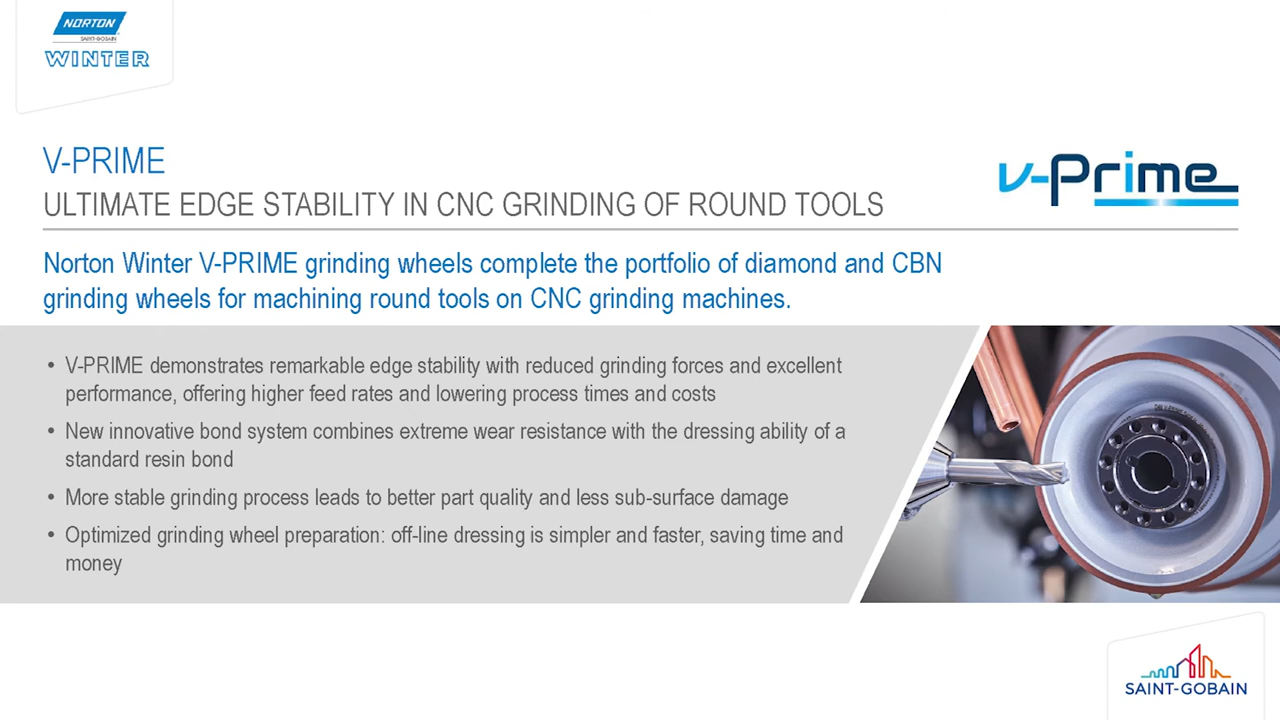 NORTON
SAINT-GOBAIN
WINTER
V-PRIME
v-Prime
ULTIMATE EDGE STABILITY IN CNC GRINDING OF ROUND TOOLS
Norton Winter V-PRIME grinding wheels complete the portfolio of diamond and CBN
grinding wheels for machining round tools on CNC grinding machines.
• V-PRIME demonstrates remarkable edge stability with reduced grinding forces and excellent
performance, offering higher feed rates and lowering process times and costs
• New innovative bond system combines extreme wear resistance with the dressing ability of a
standard resin bond
• More stable grinding process leads to better part quality and less sub-surface damage
• Optimized grinding wheel preparation: off-line dressing is simpler and faster, saving time and
money
SAINT-GOBAIN